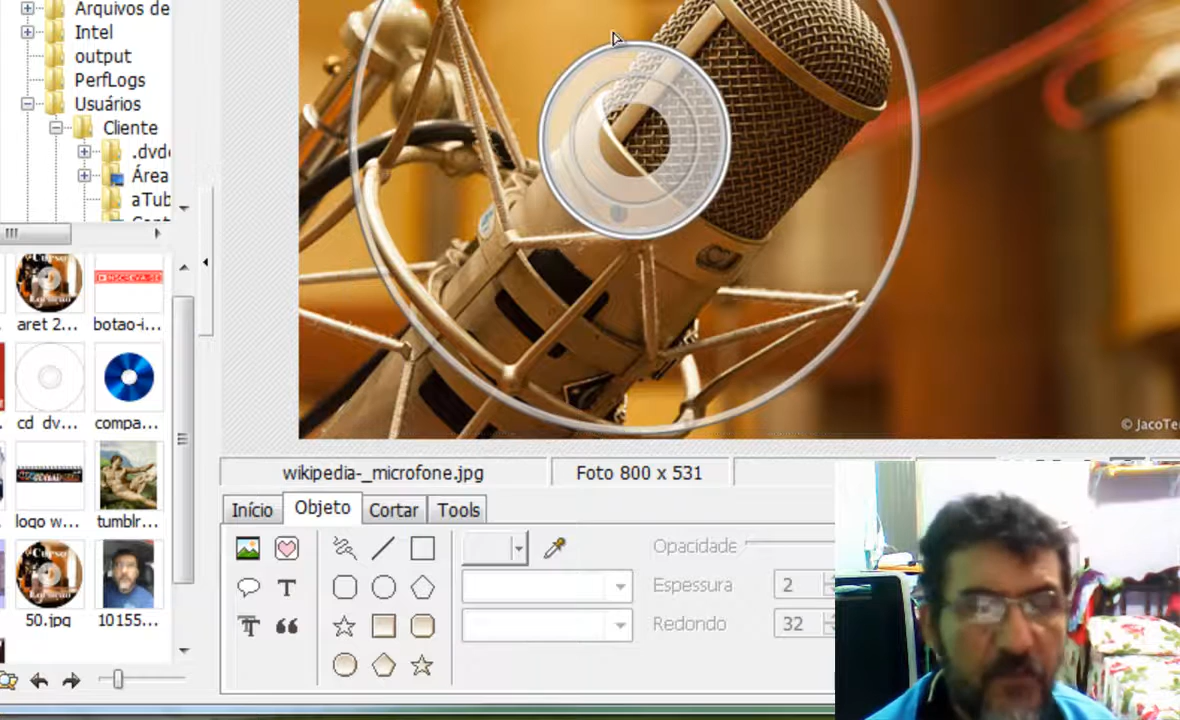 Arquivos de
Intel
output
PerfLogs
Usuários
Cliente
.dvd
Área
aTub
aret 2...
botao-i...
cd dv...
compa...
logo w...
tumblr...
50.jpg
10155...
© JacoTe
wikipedia-_microfone.jpg
Foto 800 x 531
Início
Objeto
Cortar
Tools
Opacidade
Espessura
2
Redondo
32